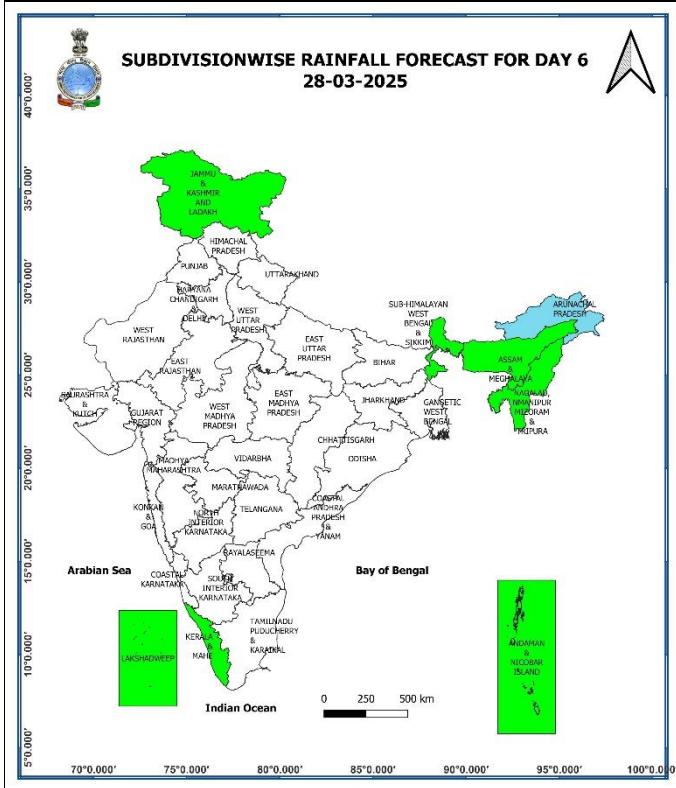 SUBDIVISIONWISE RAINFALL FORECAST FOR DAY 6
28-03-2025
40°0.000'
35°0.000'
30°0.000'
25°0.000'
20°0.000'
15°0.000'
10°0.000'
5°0.000'
JAMMU
&
KASHMIR
AND
LADAKH
HIMACHAL
PRADESH
PUNJAB
UTTARAKHAND
HARYANA
CHANDIGARH
&
DELHI
WEST
UTTAR
PRADESH
WEST
RAJASTHAN
EAST
RAJASTHAN
EAST
UTTAR
PRADESH
SUB-HIMALAYAN
WEST
BENGAL
&
SIKKIM
ARUNACHAL
PRADESH
ASSAM
&
MEGHALAYA
NMANIPUR
MIZORAM
&
TRIPURA
BIHAR
JHARKHAND
GANGETIC
WEST
BENGAL
SAURASHTRA
&
KUTCH
GUJARAT
REGION
WEST
MADHYA
PRADESH
EAST
MADHYA
PRADESH
CHHATTISGARH
ODISHA
MADHYA
MAHARASHTRA
VIDARBHA
MARATHAWADA
KONKAN
&
GOA
NORTH
INTERIOR
KARNATAKA
TELANGANA
COASTAL
ANDHRA
PRADESH
&
YANAM
RAYALASEEMA
COASTAL
KARNATAKA
SOUTH
INTERIOR
KARNATAKA
TAMILNADU
PUDUCHERRY
&
KARAIKAL
KERALA
&
MAHE
LAKSHADWEEP
ANDAMAN
&
NICOBAR
ISLAND
Arabian Sea
Bay of Bengal
Indian Ocean
0 250 500 km
70°0.000' 75°0.000' 80°0.000' 85°0.000' 90°0.000' 95°0.000' 100°0.000'